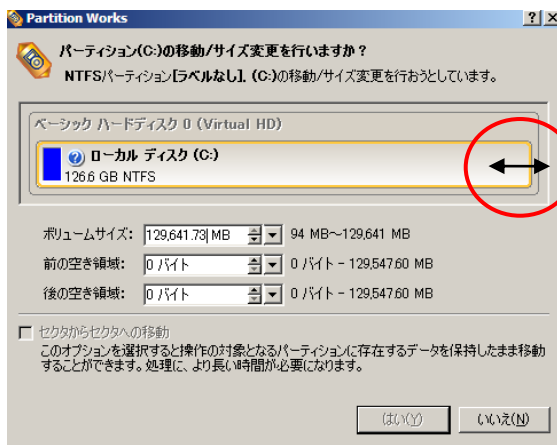 Partition Works
パーティション(C:)の移動/サイズ変更を行いますか？
NTFSパーティション[ラベルなし]. (C:)の移動/サイズ変更を行おうとしています。
ベーシック ハードディスク 0 (Virtual HD)
ローカル ディスク (C:)
126.6 GB NTFS
ボリュームサイズ: 129,641.73 MB 94 MB～129,641 MB
前の空き領域: 0 バイト 0 バイト - 129,547.60 MB
後の空き領域: 0 バイト 0 バイト - 129,547.60 MB
セクタからセクタへの移動
このオプションを選択すると操作の対象となるパーティションに存在するデータを保持したまま移動
することができます。処理に、より長い時間が必要になります。
はい(Y) いいえ(N)